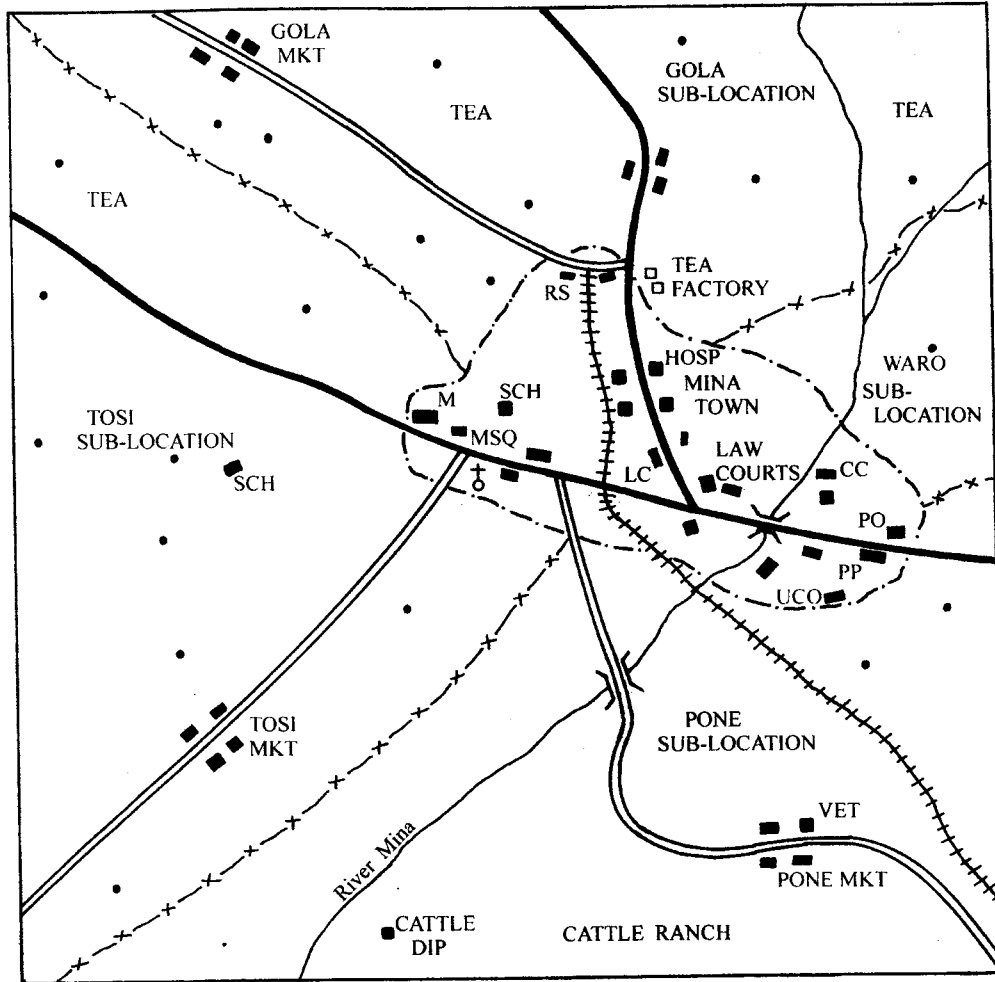 GOLA
MKT
GOLA
SUB-LOCATION
TEA
TEA
TEA
RS
TEA
FACTORY
HOSP
MINA
TOWN
WARO
SUB-
LOCATION
M
SCH
MSQ
TOSI
SUB-LOCATION
SCH
LC
LAW
COURTS
CC
PO
PP
UCO
TOSI
MKT
PONE
SUB-LOCATION
VET
PONE MKT
River Mina
CATTLE
DIP
CATTLE RANCH